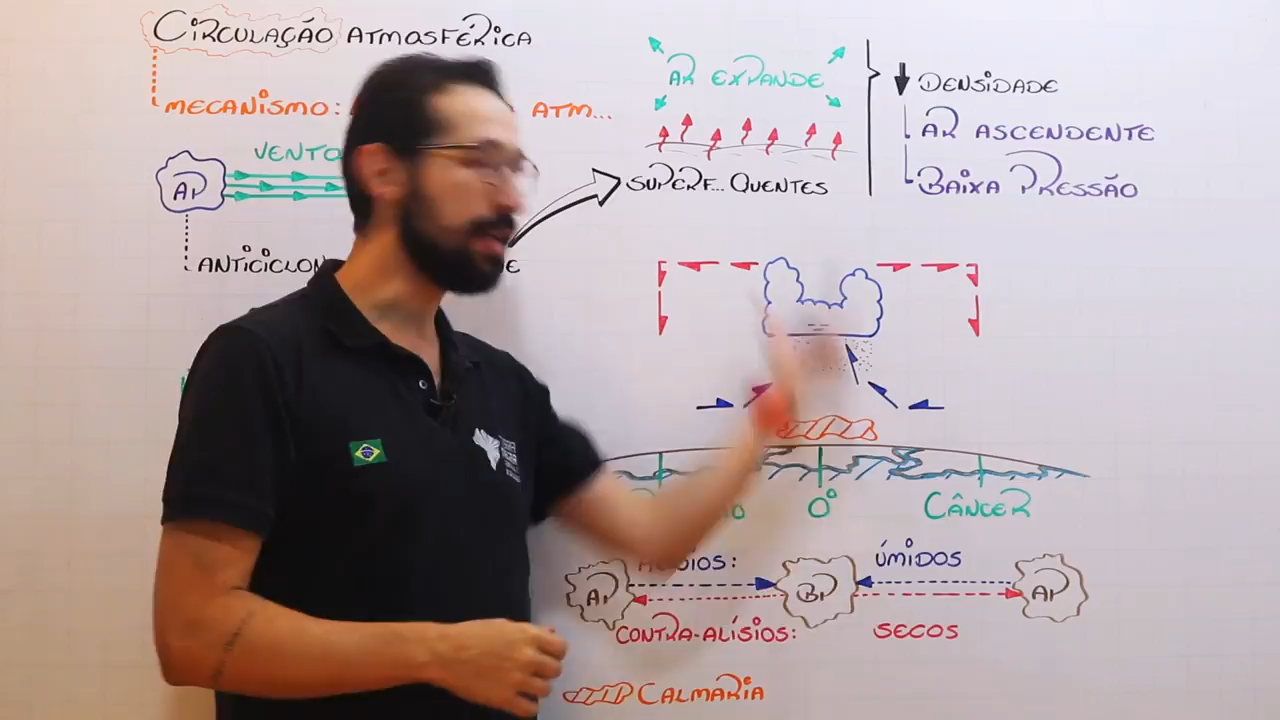 CIRCULAÇÃO ATMOSFÉRICA
MECANISMO: ATM...
VENTO
AP
ANTICICLON
AR EXPANDE
SUPERF... QUENTES
DENSIDADE
AR ASCENDENTE
BAIXA PRESSÃO
0°
CÂNCER
ÚMIDOS
AP
BP
AP
CONTRA-ALÍSIOS: SECOS
CALMARIA